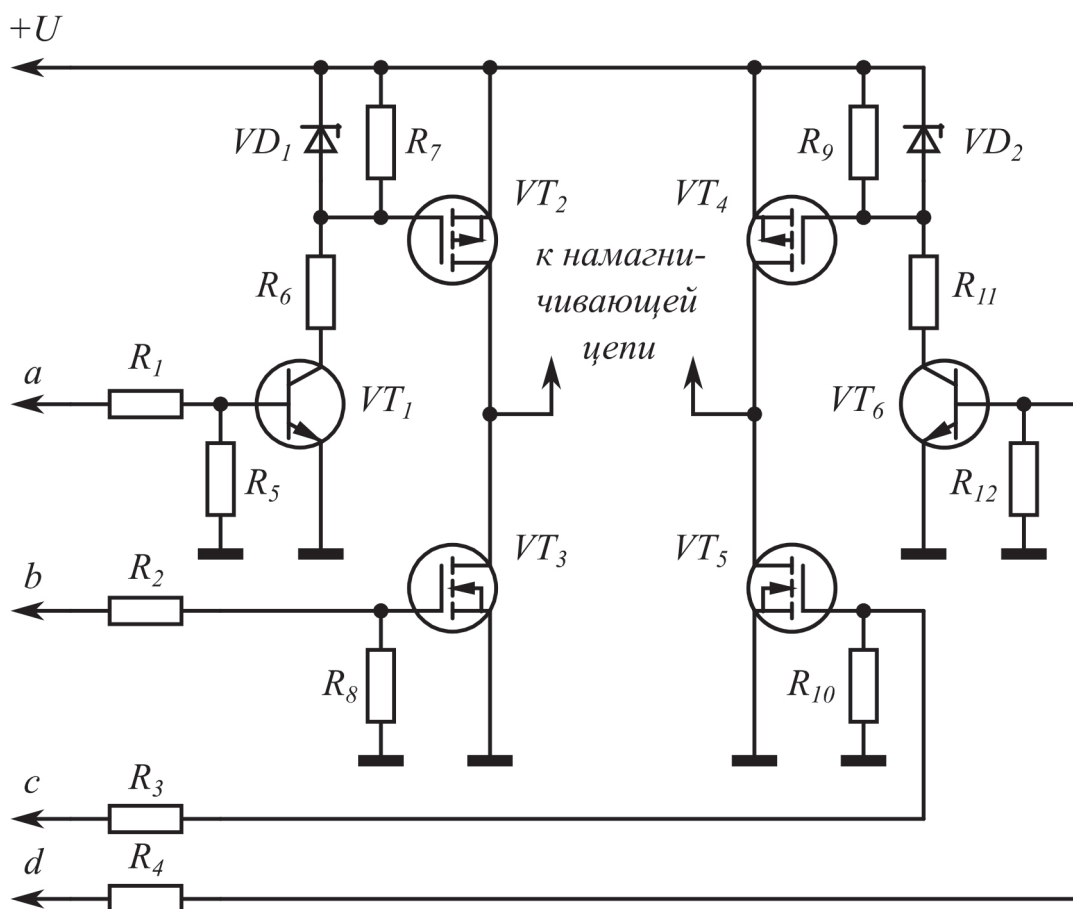 +U
VD₁
R₇
VT₂
VT₄
R₉
VD₂
R₆
к намагни-
чивающей
цепи
R₁₁
a
R₁
VT₁
VT₆
R₅
R₁₂
b
R₂
VT₃
VT₅
R₈
R₁₀
c
R₃
d
R₄